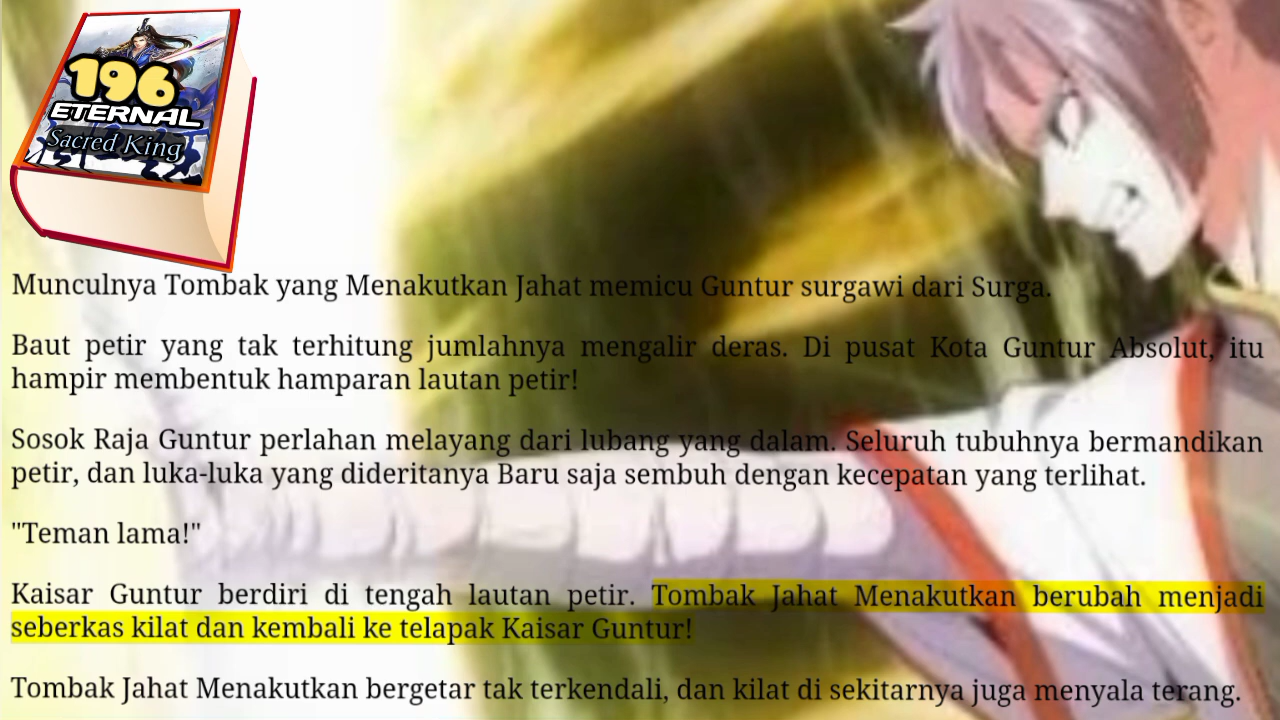 196
ETERNAL
Sacred King
Munculnya Tombak yang Menakutkan Jahat memicu Guntur surgawi dari Surga.
Baut petir yang tak terhitung jumlahnya mengalir deras. Di pusat Kota Guntur Absolut, itu
hampir membentuk hamparan lautan petir!
Sosok Raja Guntur perlahan melayang dari lubang yang dalam. Seluruh tubuhnya bermandikan
petir, dan luka-luka yang dideritanya Baru saja sembuh dengan kecepatan yang terlihat.
"Teman lama!"
Kaisar Guntur berdiri di tengah lautan petir. Tombak Jahat Menakutkan berubah menjadi
seberkas kilat dan kembali ke telapak Kaisar Guntur!
Tombak Jahat Menakutkan bergetar tak terkendali, dan kilat di sekitarnya juga menyala terang.